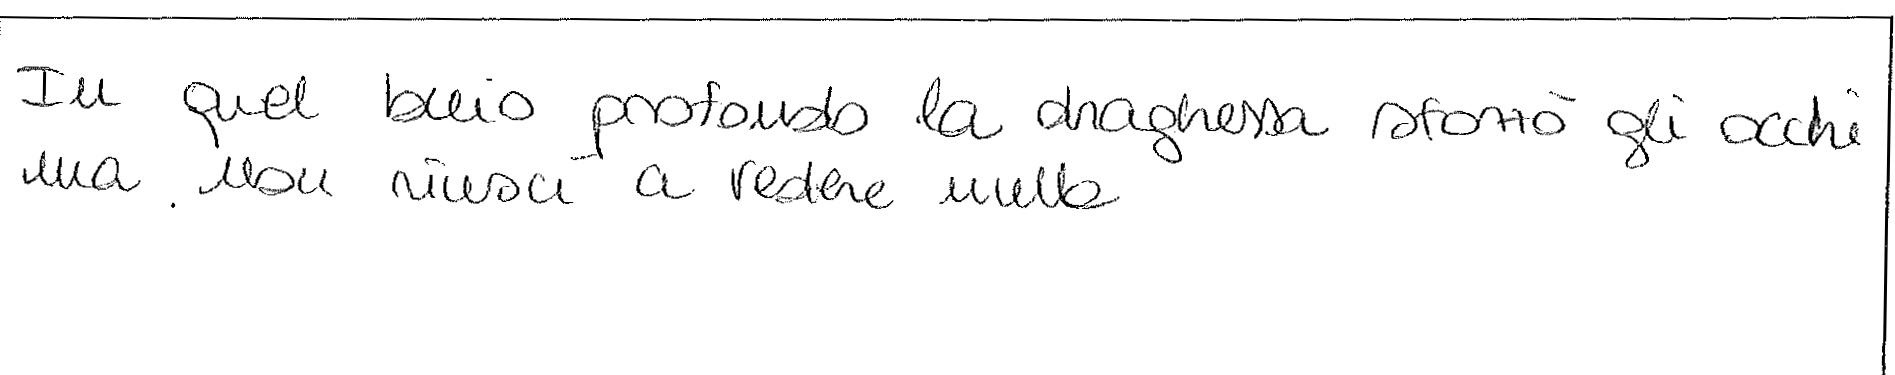 In quel buio profondo la draghessa sforzò gli occhi
ma non riuscì a vedere nulla